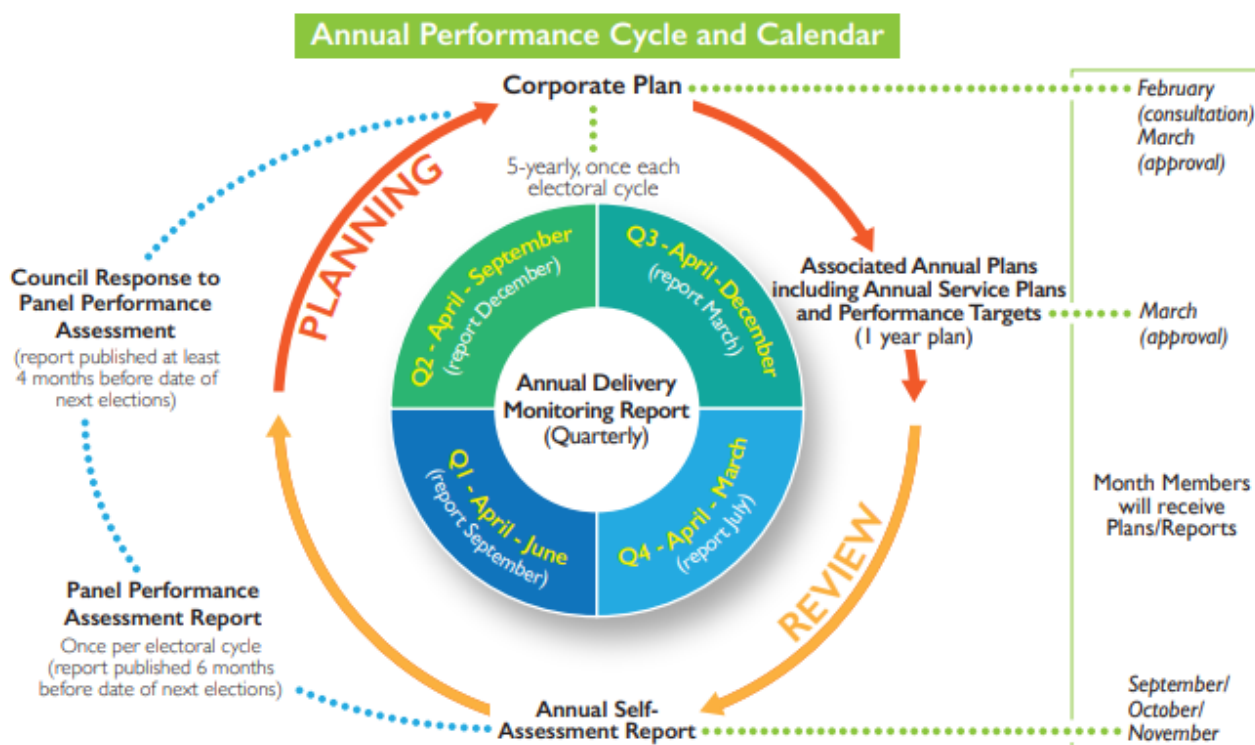 Annual Performance Cycle and Calendar
Corporate Plan
5-yearly, once each
electoral cycle
February
(consultation)
March
(approval)
PLANNING
Q2 - April - September
(report December)
Q3 - April - December
(report March)
Associated Annual Plans
including Annual Service Plans
and Performance Targets
(1 year plan)
March
(approval)
Council Response to
Panel Performance
Assessment
(report published at least
4 months before date of
next elections)
Annual Delivery
Monitoring Report
(Quarterly)
Q1 - April - June
(report September)
Q4 - April - March
(report July)
Month Members
will receive
Plans/Reports
REVIEW
Panel Performance
Assessment Report
Once per electoral cycle
(report published 6 months
before date of next elections)
Annual Self-
Assessment Report
September/
October/
November